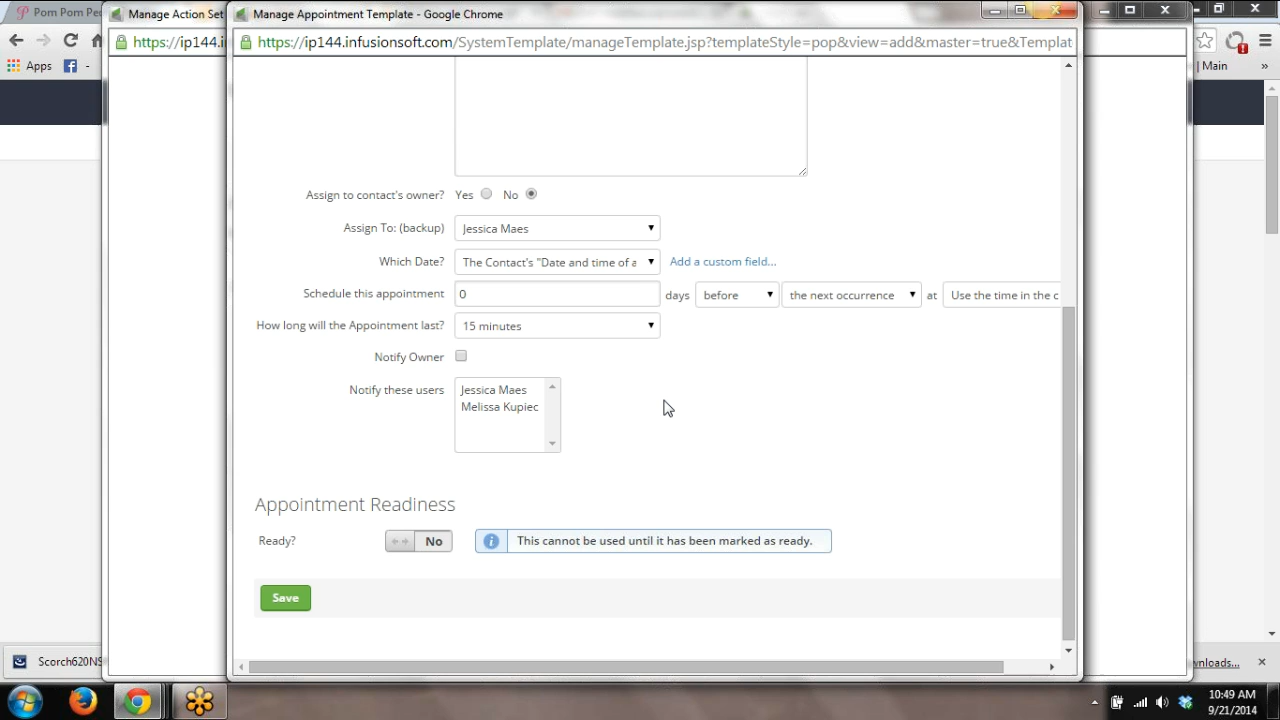 Pom Pom Pe
Manage Action Set
Manage Appointment Template - Google Chrome
https://ip144.i
https://ip144.infusionsoft.com/SystemTemplate/manageTemplate.jsp?templateStyle=pop&view=add&master=true&Templat
Apps
| Main
»
Assign to contact's owner? Yes No
Assign To: (backup) Jessica Maes
Which Date? The Contact's "Date and time of a Add a custom field...
Schedule this appointment 0 days before the next occurrence at Use the time in the c
How long will the Appointment last? 15 minutes
Notify Owner
Notify these users Jessica Maes
Melissa Kupiec
Appointment Readiness
Ready? No This cannot be used until it has been marked as ready.
Save
Scorch620NS
wnloads...
10:49 AM
9/21/2014